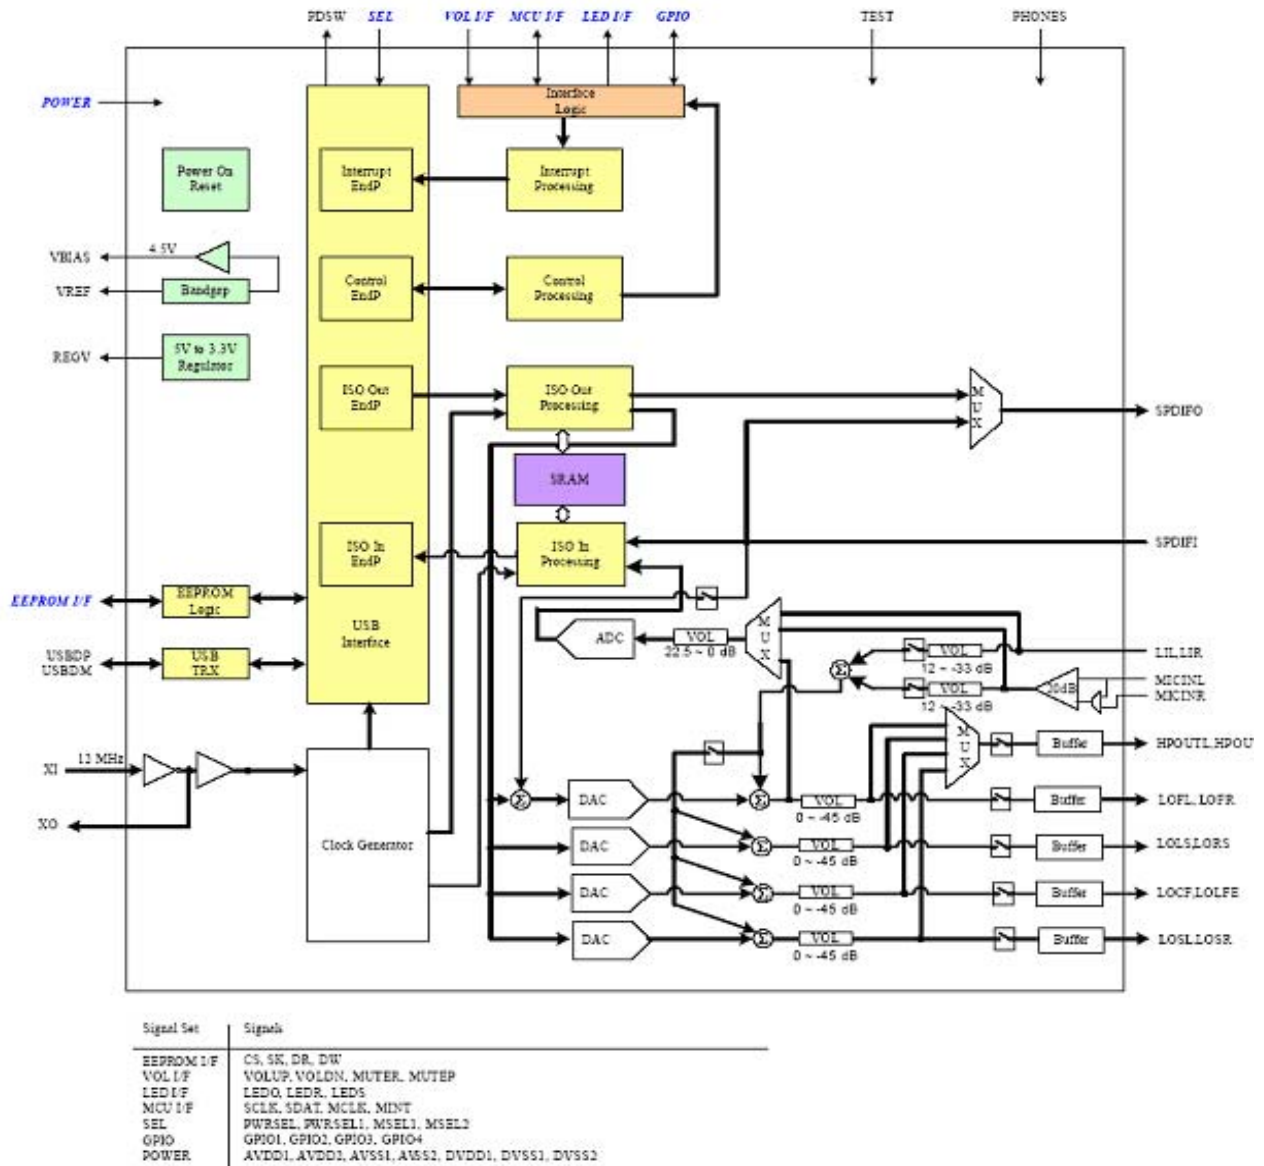 PDSW SEL VOL I/F MCU I/F LED I/F GPIO TEST PHONES
POWER
Interface
Logic
Power On
Reset
Interrupt
EndP
Interrupt
Processing
4.5V
VBIAS
VREF
Bandgap
Control
EndP
Control
Processing
REGV
5V to 3.3V
Regulator
ISO Out
EndP
ISO Out
Processing
MUX
SPDIFO
SRAM
ISO In
EndP
ISO In
Processing
SPDIFI
EEPROM I/F
EEPROM
Logic
USB
Interface
ADC
VOL
22.5 ~ 0 dB
MUX
VOL
12 ~ -33 dB
LIL,LIR
USBDP
USBDM
USB
TRX
Σ
VOL
12 ~ -33 dB
20dB
MICINL
MICINR
XI
12 MHz
XO
Clock Generator
MUX
Buffer
HPOUTL,HPOU
Σ
DAC
Σ
VOL
0 ~ -45 dB
Buffer
LOFL, LOFR
DAC
Σ
VOL
0 ~ -45 dB
Buffer
LOLS,LORS
DAC
Σ
VOL
0 ~ -45 dB
Buffer
LOCF,LOLFE
DAC
Σ
VOL
0 ~ -45 dB
Buffer
LOSL,LOSR
Signal Set Signals
EEPROM I/F CS, SK, DR, DW
VOL I/F VOLUP, VOLDN, MUTER, MUTEP
LED I/F LEDO, LEDR, LEDS
MCU I/F SCLK, SDAT, MCLK, MINT
SEL PWRSEL, PWRSEL1, MSEL1, MSEL2
GPIO GPIO1, GPIO2, GPIO3, GPIO4
POWER AVDD1, AVDD2, AVSS1, AVSS2, DVDD1, DVSS1, DVSS2